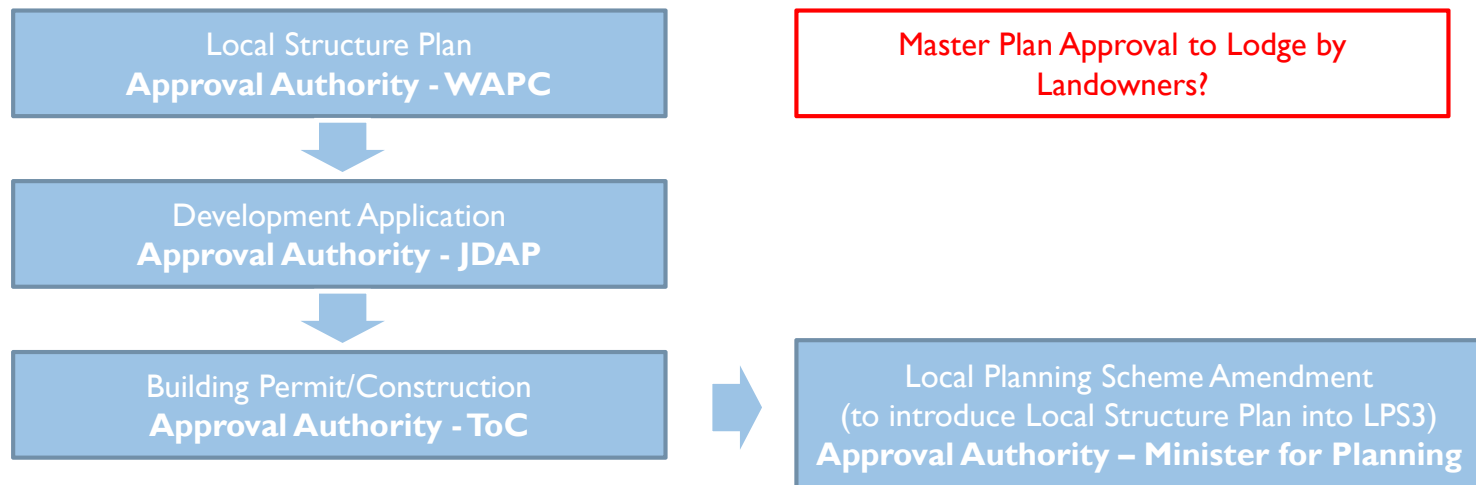 Local Structure Plan
Approval Authority - WAPC
Master Plan Approval to Lodge by
Landowners?
Development Application
Approval Authority - JDAP
Building Permit/Construction
Approval Authority - ToC
Local Planning Scheme Amendment
(to introduce Local Structure Plan into LPS3)
Approval Authority – Minister for Planning